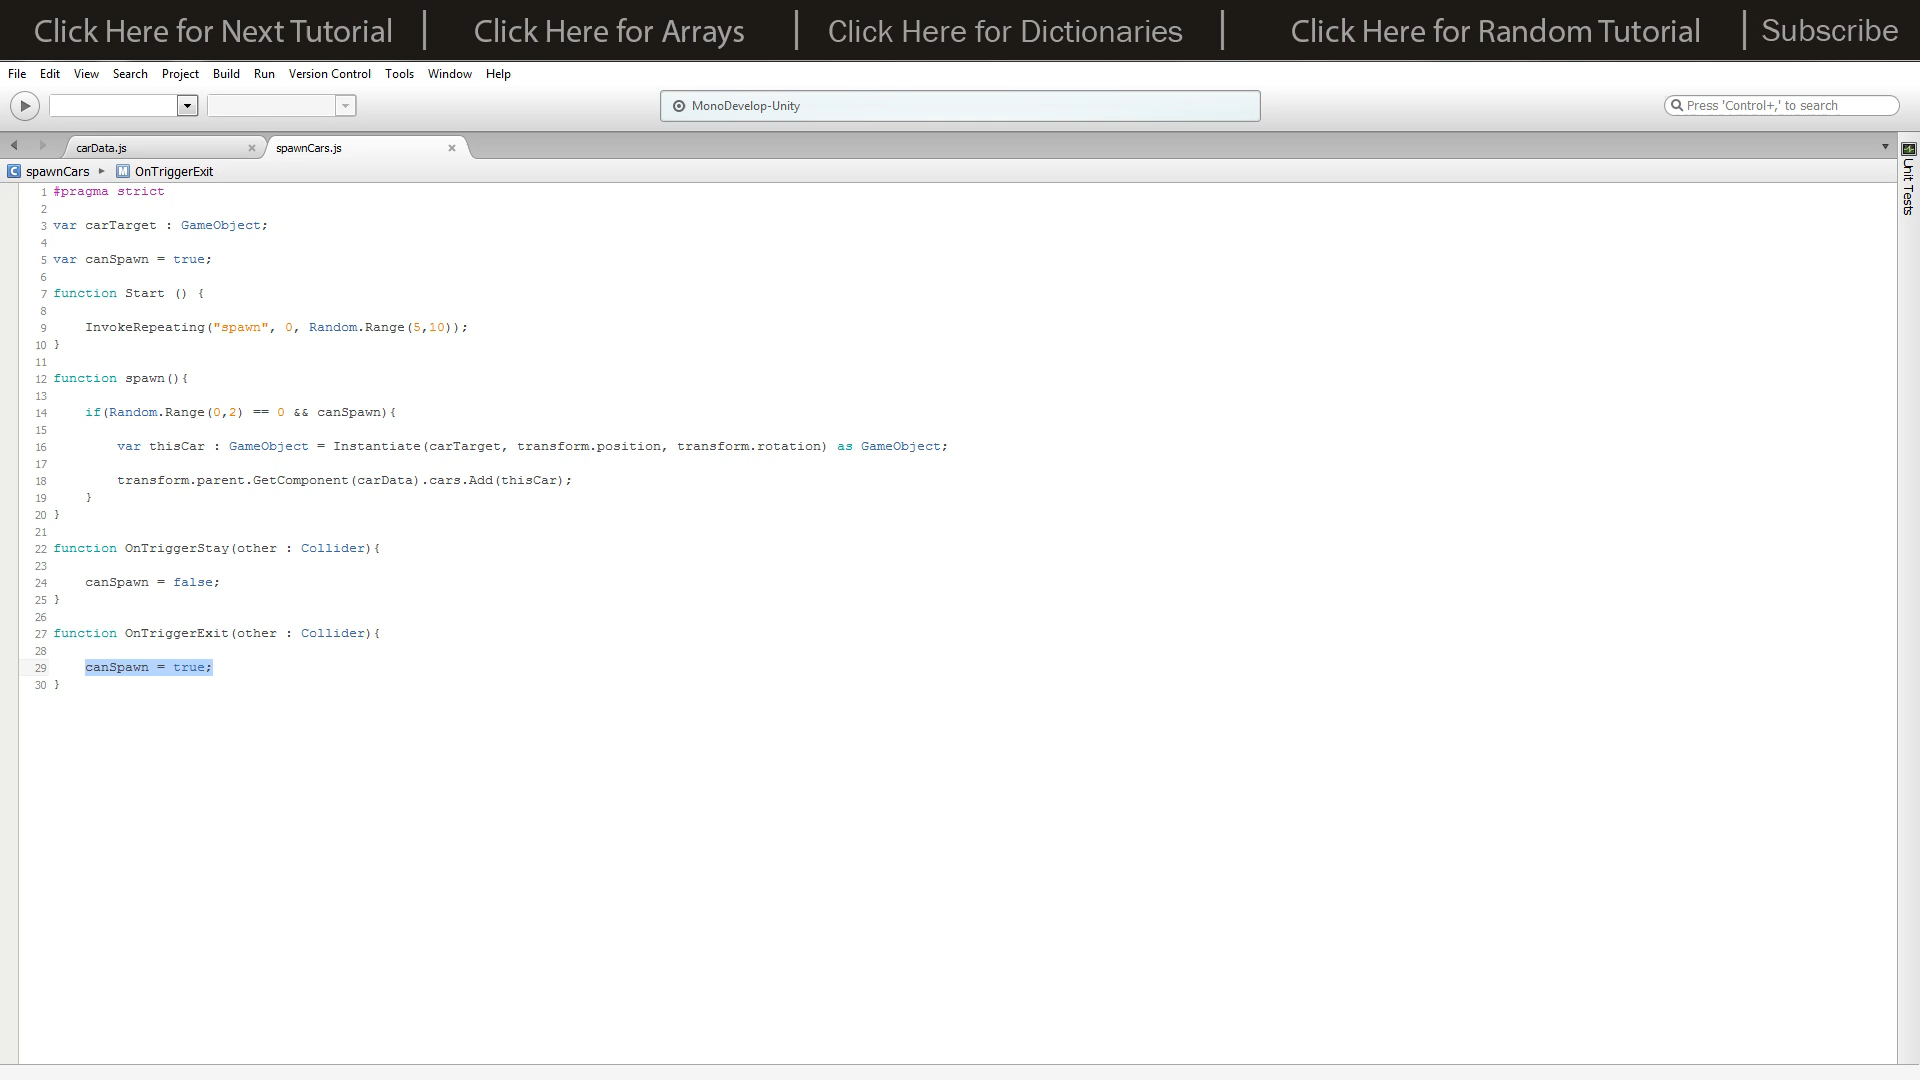 Click Here for Next Tutorial | Click Here for Arrays | Click Here for Dictionaries | Click Here for Random Tutorial | Subscribe
File Edit View Search Project Build Run Version Control Tools Window Help
MonoDevelop-Unity
Press 'Control+,' to search
carData.js
spawnCars.js
spawnCars OnTriggerExit
Unit Tests
1 #pragma strict
2
3 var carTarget : GameObject;
4
5 var canSpawn = true;
6
7 function Start () {
8
9 InvokeRepeating("spawn", 0, Random.Range(5,10));
10 }
11
12 function spawn(){
13
14 if(Random.Range(0,2) == 0 && canSpawn){
15
16 var thisCar : GameObject = Instantiate(carTarget, transform.position, transform.rotation) as GameObject;
17
18 transform.parent.GetComponent(carData).cars.Add(thisCar);
19 }
20 }
21
22 function OnTriggerStay(other : Collider){
23
24 canSpawn = false;
25 }
26
27 function OnTriggerExit(other : Collider){
28
29 canSpawn = true;
30 }